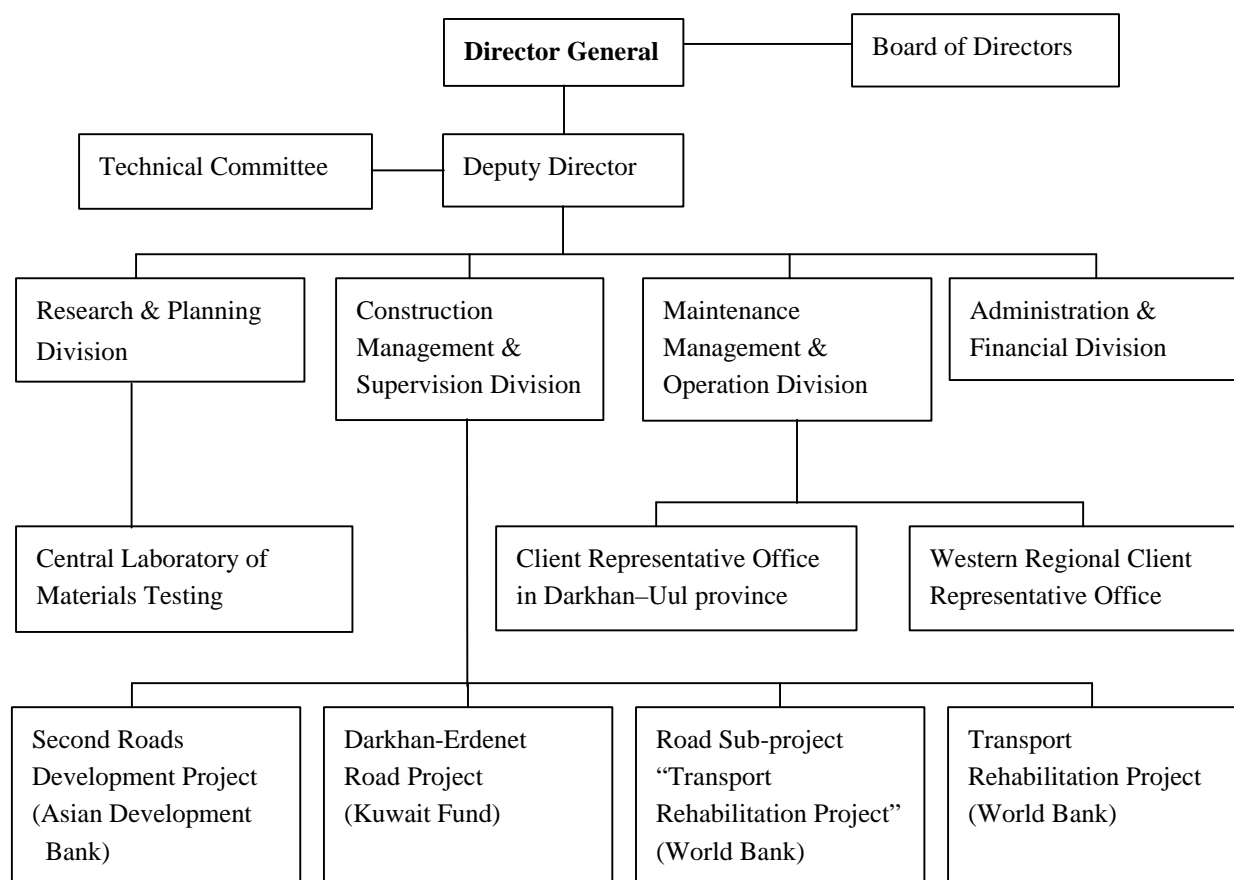 Director General
Board of Directors
Technical Committee
Deputy Director
Research & Planning
Division
Construction
Management &
Supervision Division
Maintenance
Management &
Operation Division
Administration &
Financial Division
Central Laboratory of
Materials Testing
Client Representative Office
in Darkhan–Uul province
Western Regional Client
Representative Office
Second Roads
Development Project
(Asian Development
Bank)
Darkhan-Erdenet
Road Project
(Kuwait Fund)
Road Sub-project
“Transport
Rehabilitation Project”
(World Bank)
Transport
Rehabilitation Project
(World Bank)